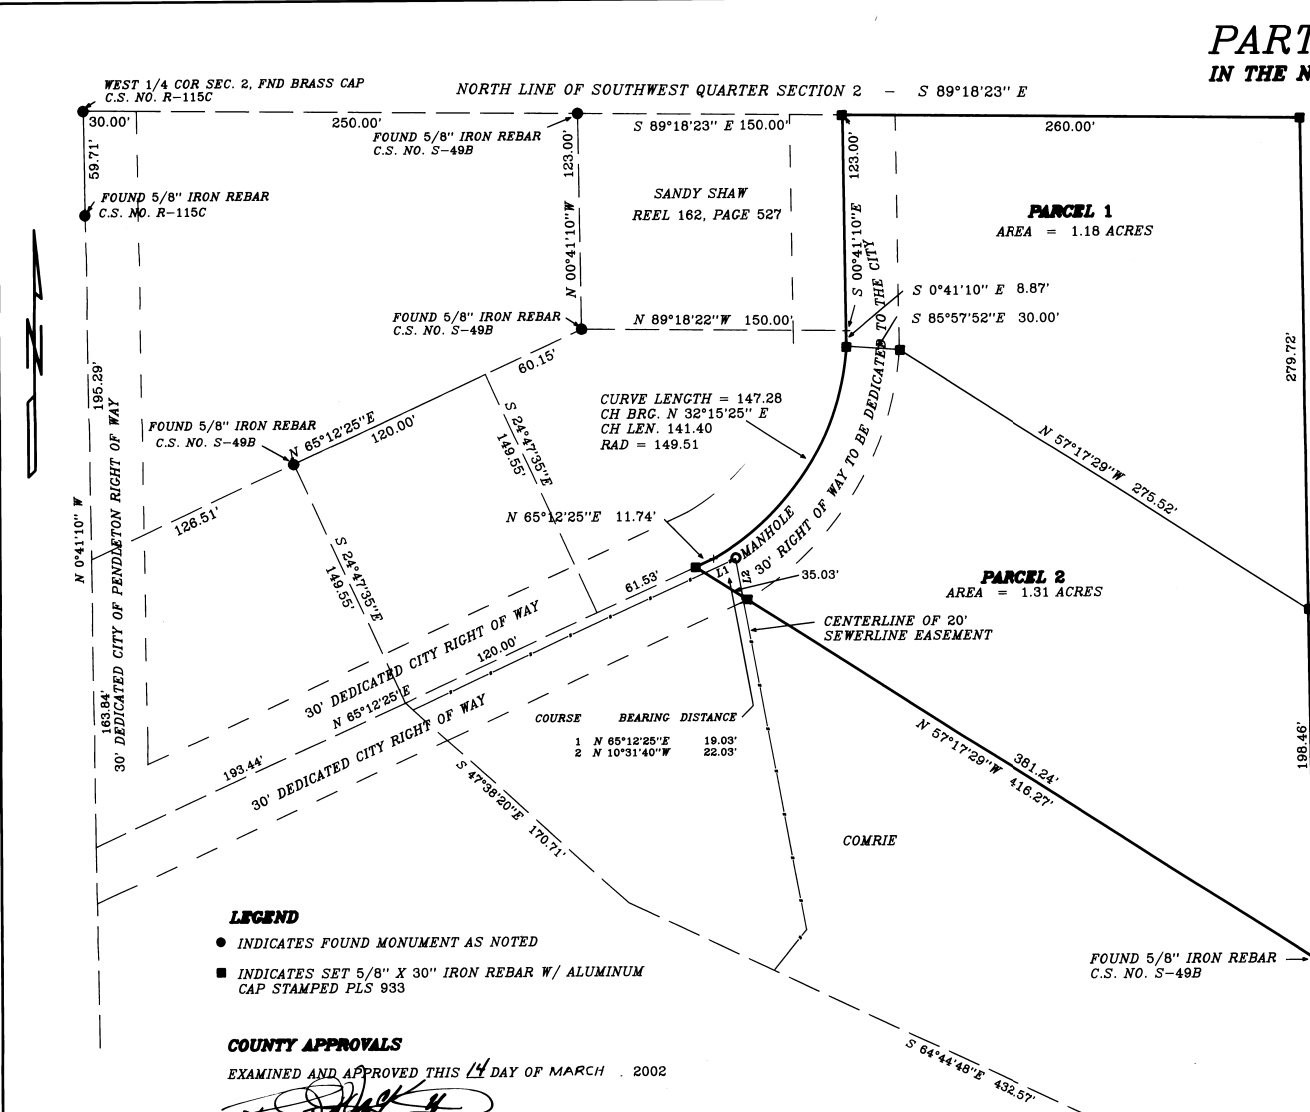 PART
IN THE N
WEST 1/4 COR SEC. 2, FND BRASS CAP
C.S. NO. R-115C
NORTH LINE OF SOUTHWEST QUARTER SECTION 2 – S 89°18'23" E
30.00'
250.00'
S 89°18'23" E 150.00'
260.00'
FOUND 5/8" IRON REBAR
C.S. NO. S-49B
59.71'
123.00'
123.00'
FOUND 5/8" IRON REBAR
C.S. NO. R-115C
SANDY SHAW
REEL 162, PAGE 527
PARCEL 1
AREA = 1.18 ACRES
N 00°41'10"W
S 00°41'10"E
S 0°41'10" E 8.87'
S 85°57'52"E 30.00'
FOUND 5/8" IRON REBAR
C.S. NO. S-49B
N 89°18'22"W 150.00'
N
60.15'
279.72'
195.29'
CURVE LENGTH = 147.28
CH BRG. N 32°15'25" E
CH LEN. 141.40
RAD = 149.51
FOUND 5/8" IRON REBAR
C.S. NO. S-49B
N 65°12'25"E
120.00'
S 24°47'35"E
149.55'
30' RIGHT OF WAY TO BE DEDICATED TO THE CITY
N 57°17'29"W 275.52'
126.51'
N 65°12'25"E 11.74'
MANHOLE
N 0°41'10" W
30' DEDICATED CITY OF PENDLETON RIGHT OF WAY
S 24°47'35"E
149.55'
61.53'
L1
L2
35.03'
PARCEL 2
AREA = 1.31 ACRES
CENTERLINE OF 20'
SEWERLINE EASEMENT
30' DEDICATED CITY RIGHT OF WAY
120.00'
N 65°12'25"E
30' DEDICATED CITY RIGHT OF WAY
163.84'
193.44'
COURSE BEARING DISTANCE
1 N 65°12'25"E 19.03'
2 N 10°31'40"W 22.03'
N 57°17'29"W
381.24'
416.27'
198.46'
S 47°38'20"E 170.71'
COMRIE
LEGEND
INDICATES FOUND MONUMENT AS NOTED
INDICATES SET 5/8" X 30" IRON REBAR W/ ALUMINUM
CAP STAMPED PLS 933
FOUND 5/8" IRON REBAR
C.S. NO. S-49B
COUNTY APPROVALS
EXAMINED AND APPROVED THIS 14 DAY OF MARCH . 2002
S 64°44'48"E 432.57'